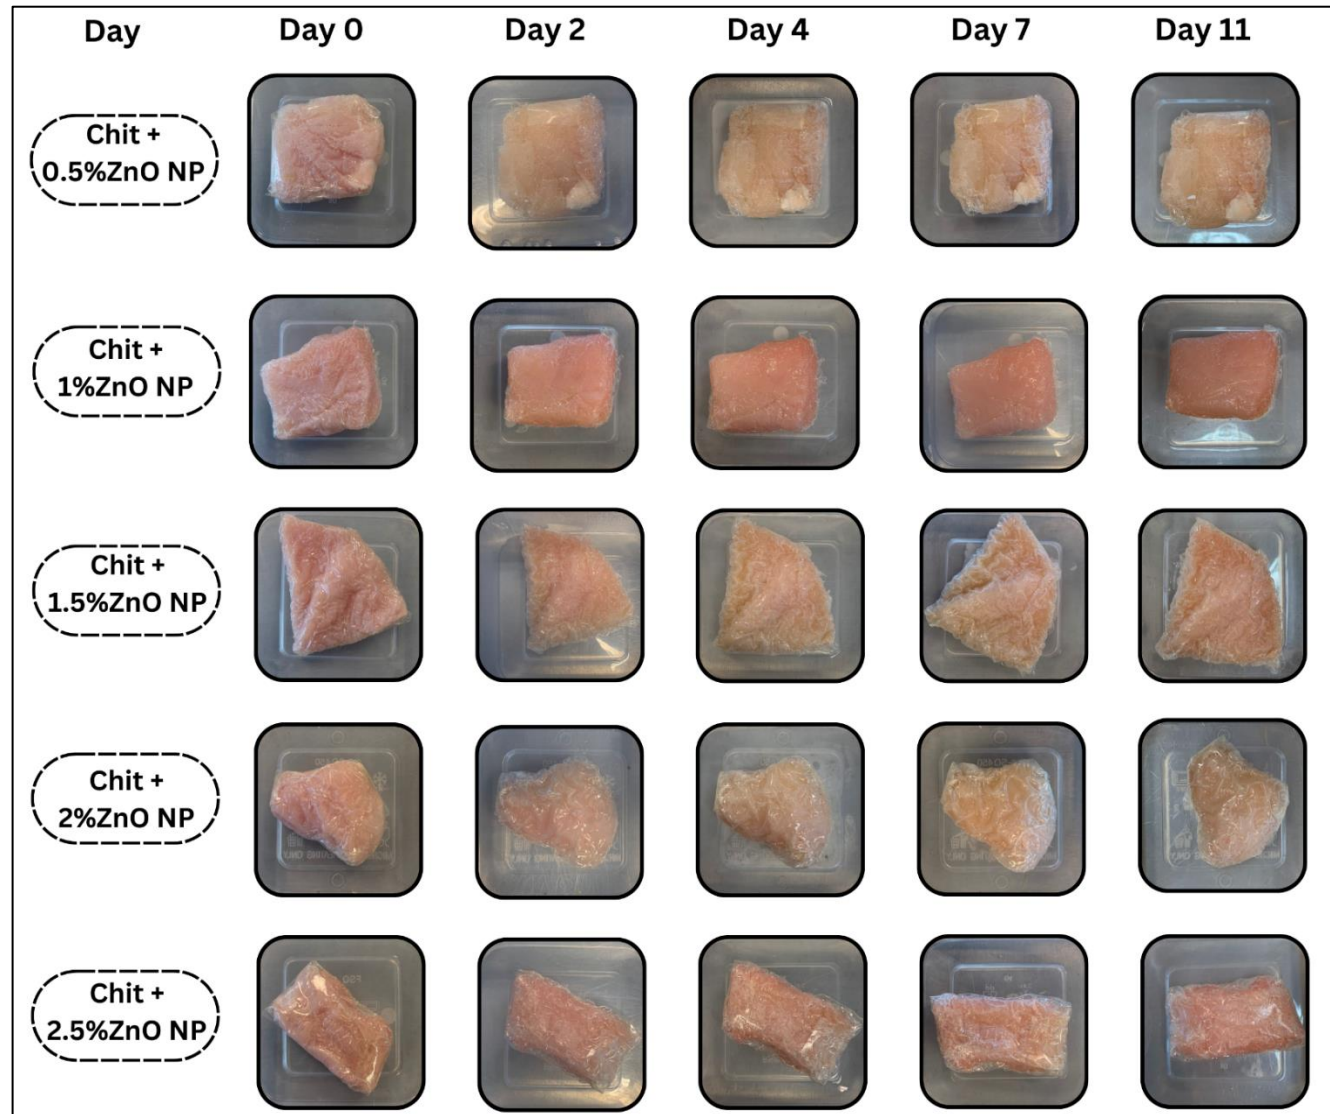 Day Day 0 Day 2 Day 4 Day 7 Day 11
Chit +
0.5%ZnO NP
Chit +
1%ZnO NP
Chit +
1.5%ZnO NP
Chit +
2%ZnO NP
Chit +
2.5%ZnO NP